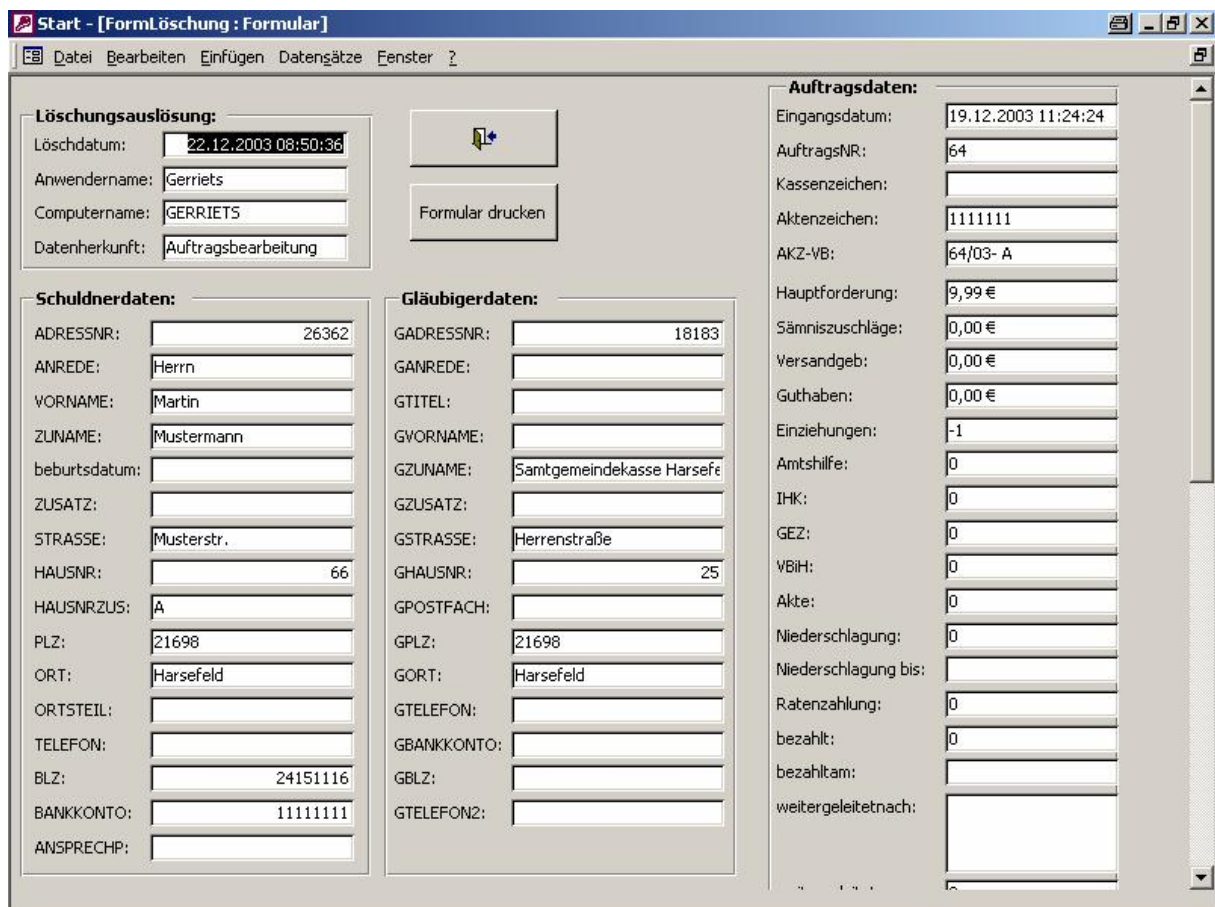 Start - [FormLöschung : Formular]
Datei Bearbeiten Einfügen Datensätze Fenster ?
Löschungsauslösung:
Löschdatum: 22.12.2003 08:50:36
Anwendername: Gerriets
Computername: GERRIETS
Datenherkunft: Auftragsbearbeitung
Formular drucken
Schuldnerdaten:
ADRESSNR: 26362
ANREDE: Herrn
VORNAME: Martin
ZUNAME: Mustermann
beburtsdatum:
ZUSATZ:
STRASSE: Musterstr.
HAUSNR: 66
HAUSNRZUS: A
PLZ: 21698
ORT: Harsefeld
ORTSTEIL:
TELEFON:
BLZ: 24151116
BANKKONTO: 11111111
ANSPRECHP:
Gläubigerdaten:
GADRESSNR: 18183
GANREDE:
GTITEL:
GVORNAME:
GZUNAME: Samtgemeindekasse Harsefe
GZUSATZ:
GSTRASSE: Herrenstraße
GHAUSNR: 25
GPOSTFACH:
GPLZ: 21698
GORT: Harsefeld
GTELEFON:
GBANKKONTO:
GBLZ:
GTELEFON2:
Auftragsdaten:
Eingangsdatum: 19.12.2003 11:24:24
AuftragsNR: 64
Kassenzeichen:
Aktenzeichen: 1111111
AKZ-VB: 64/03- A
Hauptforderung: 9,99 €
Sämniszuschläge: 0,00 €
Versandgeb: 0,00 €
Guthaben: 0,00 €
Einziehungen: -1
Amtshilfe: 0
IHK: 0
GEZ: 0
VBiH: 0
Akte: 0
Niederschlagung: 0
Niederschlagung bis:
Ratenzahlung: 0
bezahlt: 0
bezahltam:
weitergeleitetnach: